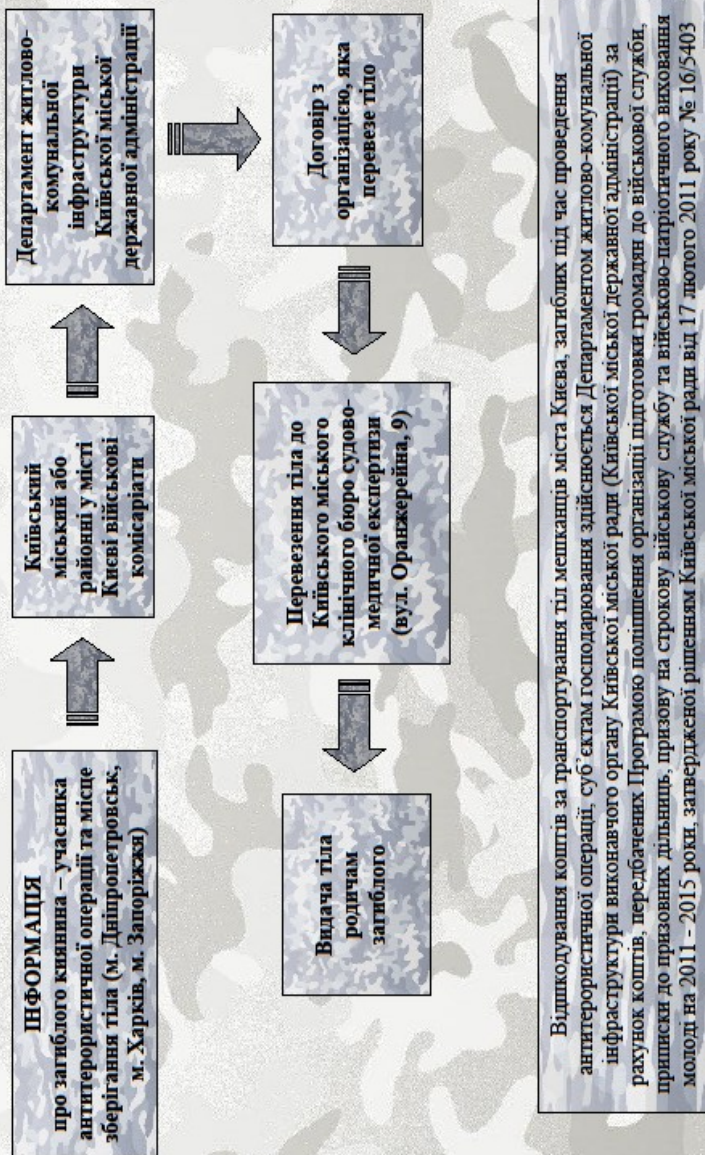 ІНФОРМАЦІЯ
про загиблого киянина – учасника
антитерористичної операції та місце
зберігання тіла (м. Дніпропетровськ,
м. Харків, м. Запоріжжя)
Київський
міський або
районні у місті
Києві військові
комісаріати
Департамент житлово-
комунальної
інфраструктури
Київської міської
державної адміністрації
Договір з
організацією, яка
перевезе тіло
Перевезення тіла до
Київського міського
клінічного бюро судово-
медичної експертизи
(вул. Оранжерейна, 9)
Видача тіла
родичам
загиблого
Відшкодування коштів за транспортування тіл мешканців міста Києва, загиблих під час проведення
антитерористичної операції, суб’єктам господарювання здійснюється Департаментом житлово-комунальної
інфраструктури виконавчого органу Київської міської ради (Київської міської державної адміністрації) за
рахунок коштів, передбачених Програмою поліпшення організації підготовки громадян до військової служби,
приписки до призовних дільниць, призову на строкову військову службу та військово-патріотичного виховання
молоді на 2011 - 2015 роки, затвердженої рішенням Київської міської ради від 17 лютого 2011 року № 16/5403